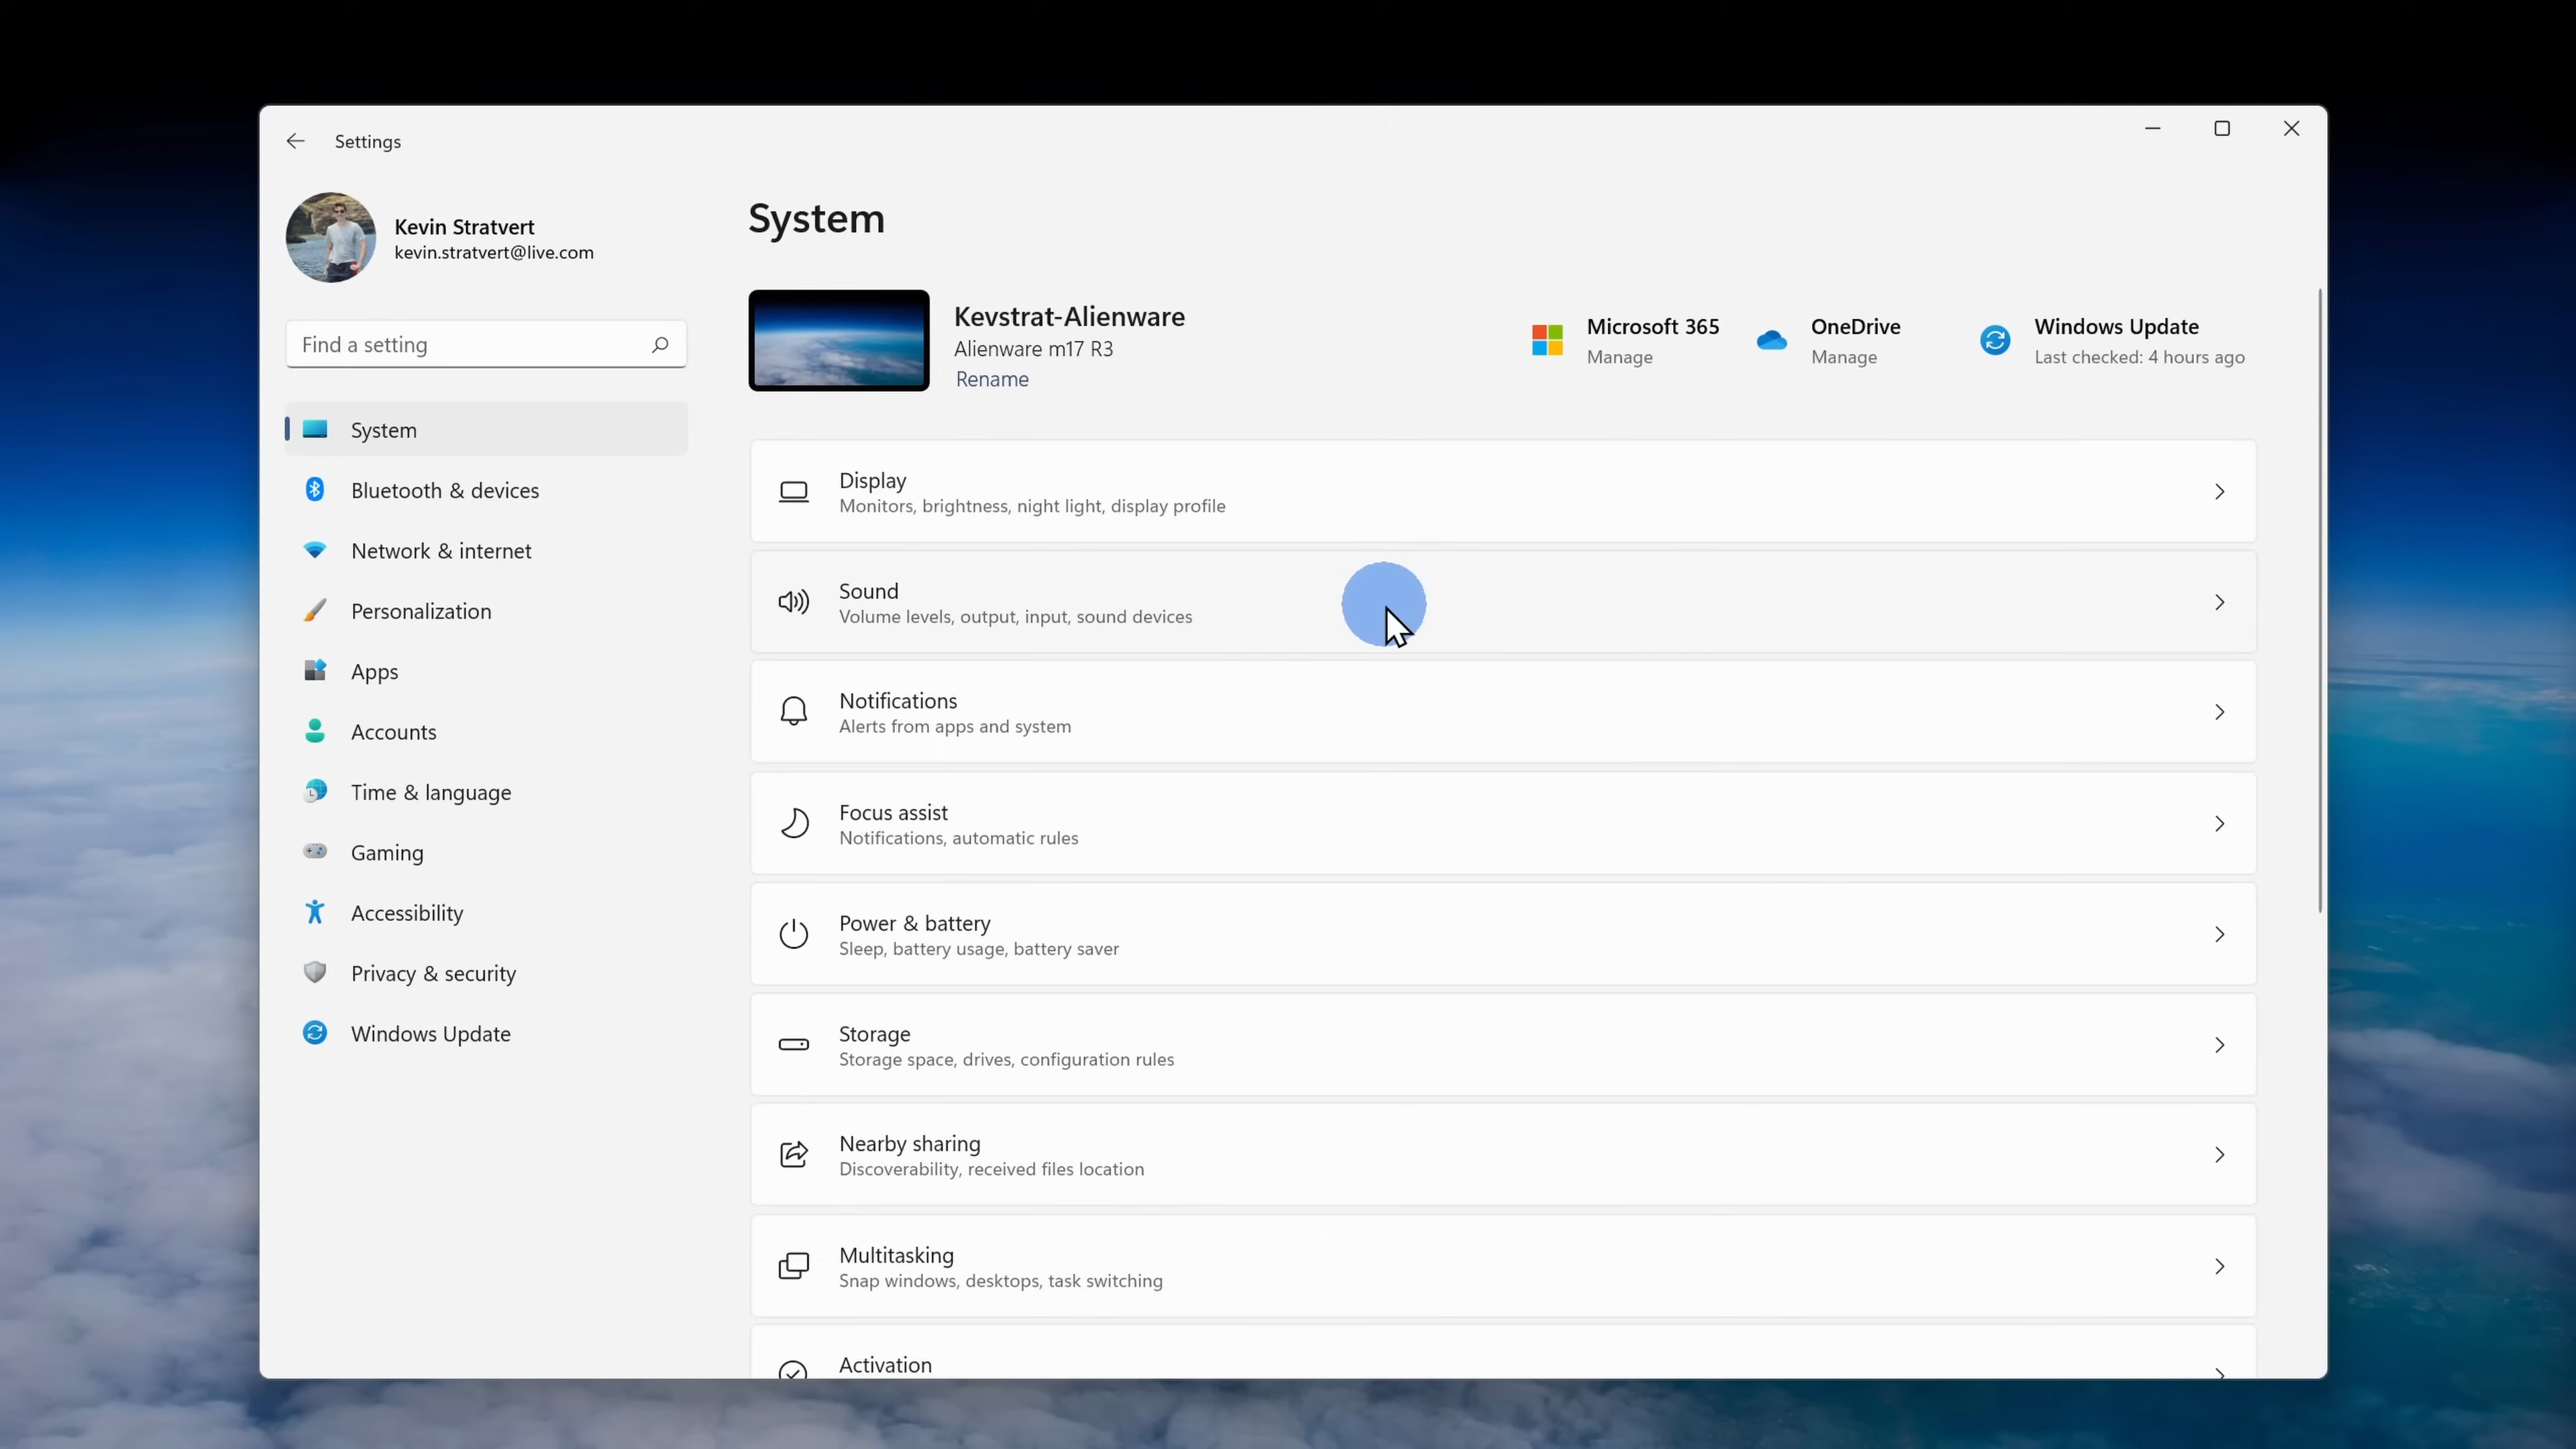 Settings
Kevin Stratvert
kevin.stratvert@live.com
Find a setting
System
Bluetooth & devices
Network & internet
Personalization
Apps
Accounts
Time & language
Gaming
Accessibility
Privacy & security
Windows Update
System
Kevstrat-Alienware
Alienware m17 R3
Rename
Microsoft 365
Manage
OneDrive
Manage
Windows Update
Last checked: 4 hours ago
Display
Monitors, brightness, night light, display profile
Sound
Volume levels, output, input, sound devices
Notifications
Alerts from apps and system
Focus assist
Notifications, automatic rules
Power & battery
Sleep, battery usage, battery saver
Storage
Storage space, drives, configuration rules
Nearby sharing
Discoverability, received files location
Multitasking
Snap windows, desktops, task switching
Activation